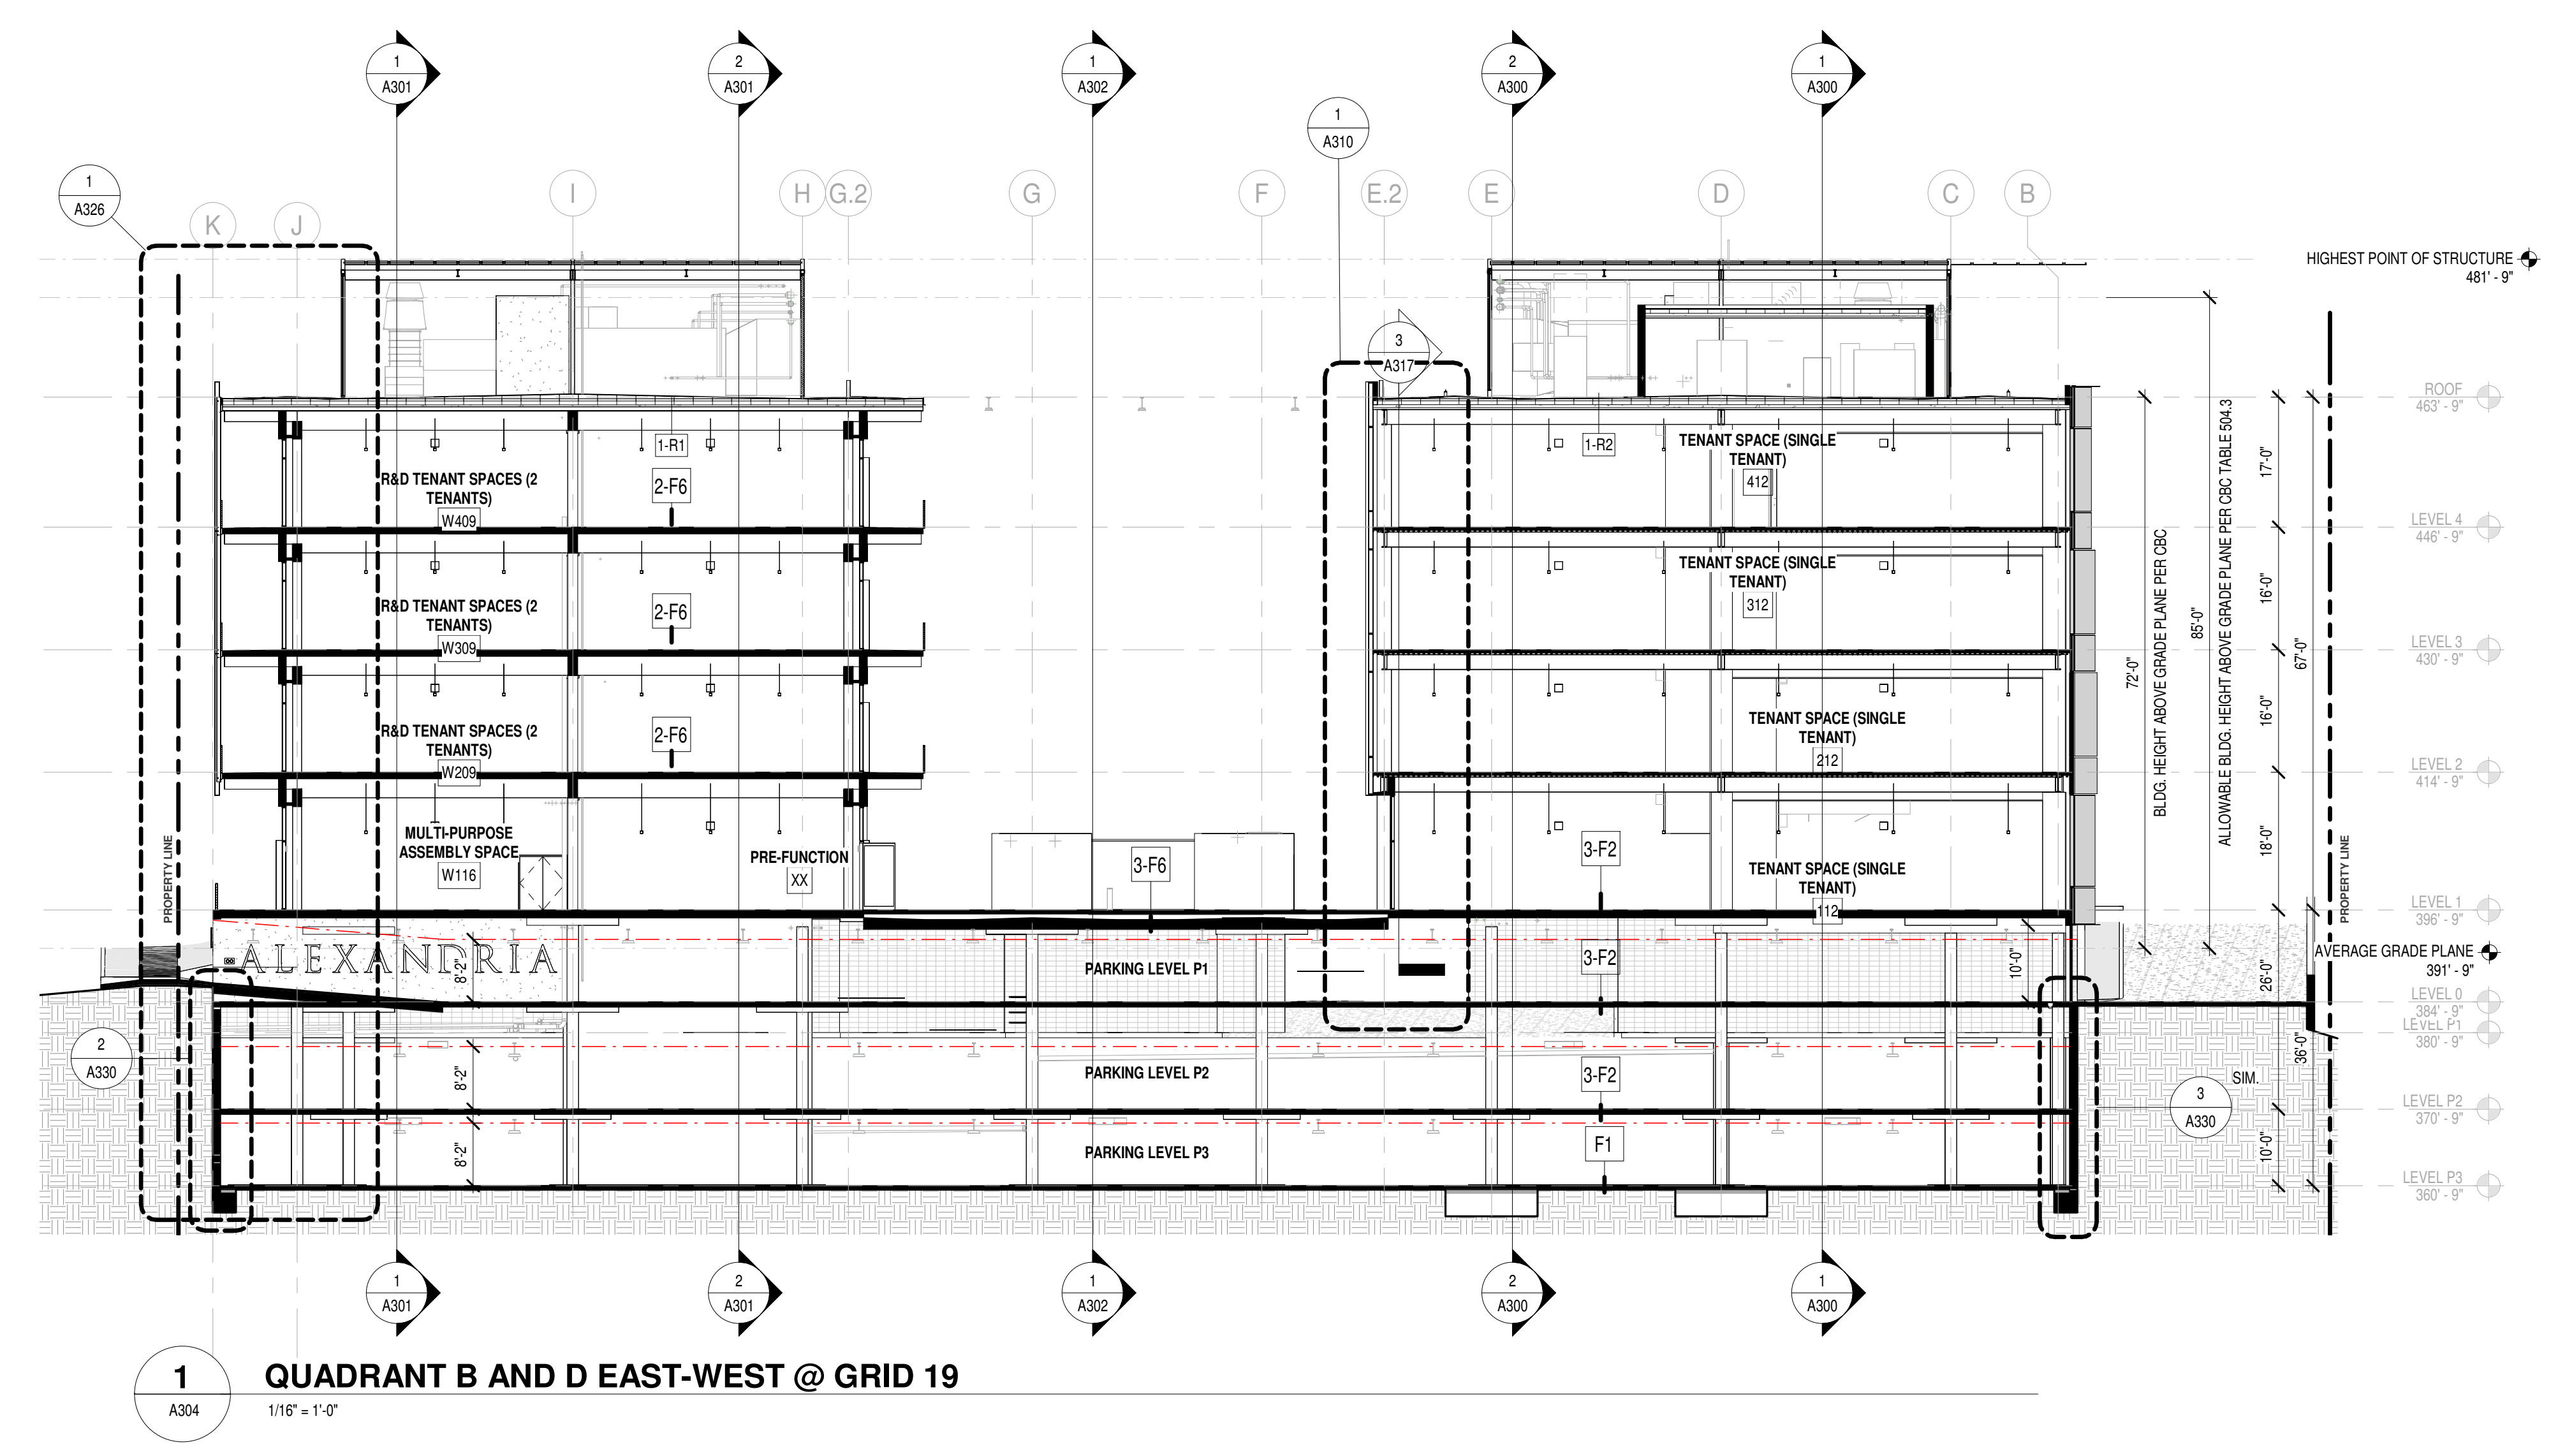 1
A301
2
A301
1
A302
2
A300
1
A300
1
A310
1
A326
K
J
I
H
G.2
G
F
E.2
E
D
C
B
HIGHEST POINT OF STRUCTURE
481' - 9"
3
A317
ROOF
463' - 9"
1-R1
1-R2
R&D TENANT SPACES (2
TENANTS)
W409
2-F6
TENANT SPACE (SINGLE
TENANT)
412
17'-0"
LEVEL 4
446' - 9"
R&D TENANT SPACES (2
TENANTS)
W309
2-F6
TENANT SPACE (SINGLE
TENANT)
312
16'-0"
LEVEL 3
430' - 9"
R&D TENANT SPACES (2
TENANTS)
W209
2-F6
TENANT SPACE (SINGLE
TENANT)
212
16'-0"
LEVEL 2
414' - 9"
72'-0"
BLDG. HEIGHT ABOVE GRADE PLANE PER CBC
85'-0"
ALLOWABLE BLDG. HEIGHT ABOVE GRADE PLANE PER CBC TABLE 504.3
67'-0"
PROPERTY LINE
MULTI-PURPOSE
ASSEMBLY SPACE
W116
PRE-FUNCTION
XX
3-F6
3-F2
TENANT SPACE (SINGLE
TENANT)
112
18'-0"
PROPERTY LINE
LEVEL 1
396' - 9"
ALEXANDRIA
8'-2"
PARKING LEVEL P1
3-F2
10'-0"
AVERAGE GRADE PLANE
391' - 9"
26'-0"
LEVEL 0
384' - 9"
LEVEL P1
380' - 9"
2
A330
8'-2"
PARKING LEVEL P2
3-F2
36'-0"
SIM.
3
A330
LEVEL P2
370' - 9"
8'-2"
PARKING LEVEL P3
F1
10'-0"
LEVEL P3
360' - 9"
1
A301
2
A301
1
A302
2
A300
1
A300
1
A304
QUADRANT B AND D EAST-WEST @ GRID 19
1/16" = 1'-0"